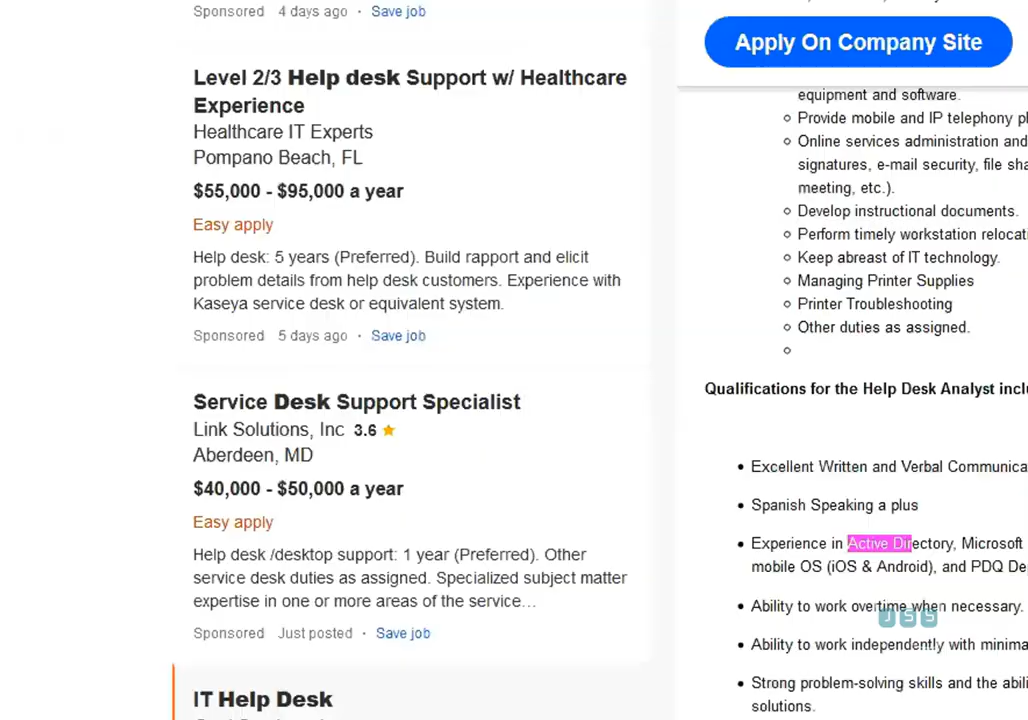 Sponsored 4 days ago · Save job
Level 2/3 Help desk Support w/ Healthcare
Experience
Healthcare IT Experts
Pompano Beach, FL
$55,000 - $95,000 a year
Easy apply
Help desk: 5 years (Preferred). Build rapport and elicit
problem details from help desk customers. Experience with
Kaseya service desk or equivalent system.
Sponsored 5 days ago · Save job
Service Desk Support Specialist
Link Solutions, Inc 3.6 ★
Aberdeen, MD
$40,000 - $50,000 a year
Easy apply
Help desk /desktop support: 1 year (Preferred). Other
service desk duties as assigned. Specialized subject matter
expertise in one or more areas of the service…
Sponsored Just posted · Save job
IT Help Desk
Apply On Company Site
equipment and software.
Provide mobile and IP telephony
Online services administration and
signatures, e-mail security, file
meeting, etc.).
Develop instructional documents.
Perform timely workstation
Keep abreast of IT technology.
Managing Printer Supplies
Printer Troubleshooting
Other duties as assigned.
Qualifications for the Help Desk Analyst
Excellent Written and Verbal
Spanish Speaking a plus
Experience in Active Directory, Microsoft
mobile OS (iOS & Android), and PDQ
Ability to work overtime when necessary.
JSS
Ability to work independently with
Strong problem-solving skills and the
solutions.